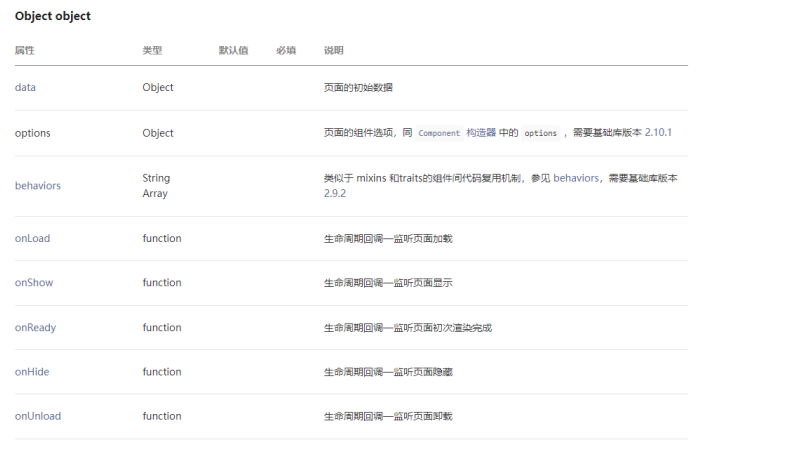 Object object
属性 类型 默认值 必填 说明
data Object 页面的初始数据
options Object 页面的组件选项，同 Component 构造器 中的 options ，需要基础库版本 2.10.1
behaviors String Array 类似于 mixins 和traits的组件间代码复用机制，参见 behaviors，需要基础库版本 2.9.2
onLoad function 生命周期回调—监听页面加载
onShow function 生命周期回调—监听页面显示
onReady function 生命周期回调—监听页面初次渲染完成
onHide function 生命周期回调—监听页面隐藏
onUnload function 生命周期回调—监听页面卸载